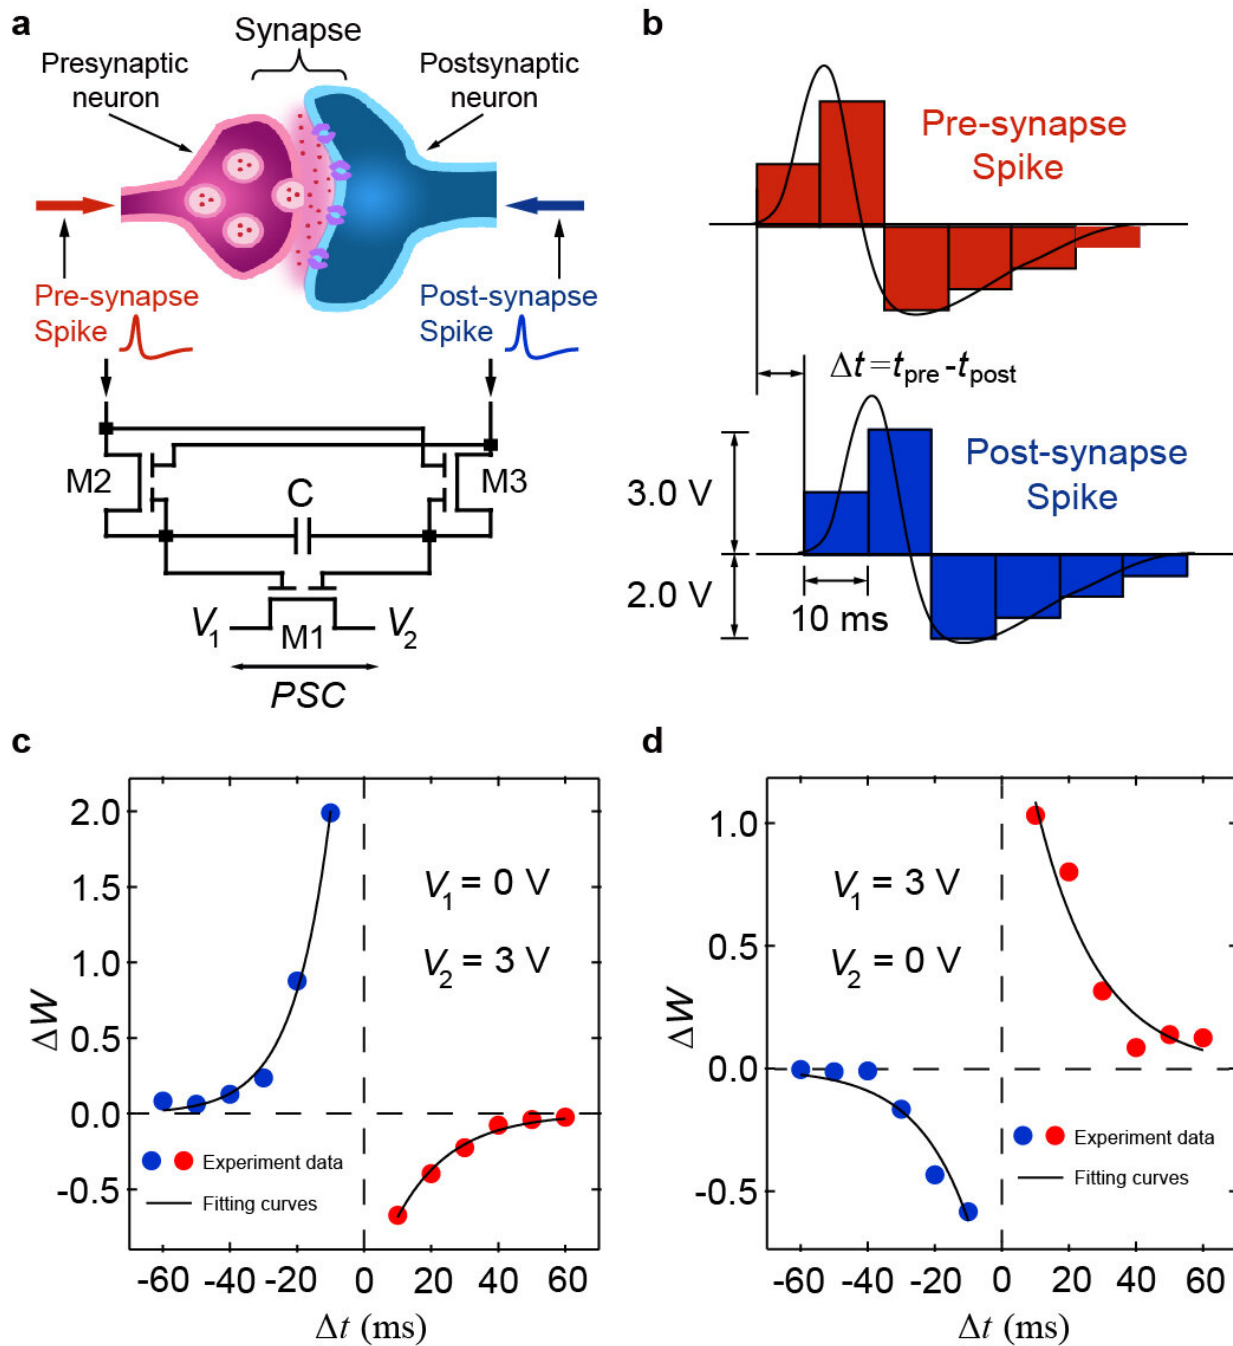 a
Synapse
Presynaptic
neuron
Postsynaptic
neuron
Pre-synapse
Spike
Post-synapse
Spike
M2
C
M3
V1
M1
V2
PSC
b
Pre-synapse
Spike
Δt=tpre-tpost
Post-synapse
Spike
3.0 V
2.0 V
10 ms
c
2.0
1.5
1.0
0.5
0.0
-0.5
ΔW
V1 = 0 V
V2 = 3 V
Experiment data
Fitting curves
-60 -40 -20 0 20 40 60
Δt (ms)
d
1.0
0.5
0.0
-0.5
ΔW
V1 = 3 V
V2 = 0 V
Experiment data
Fitting curves
-60 -40 -20 0 20 40 60
Δt (ms)